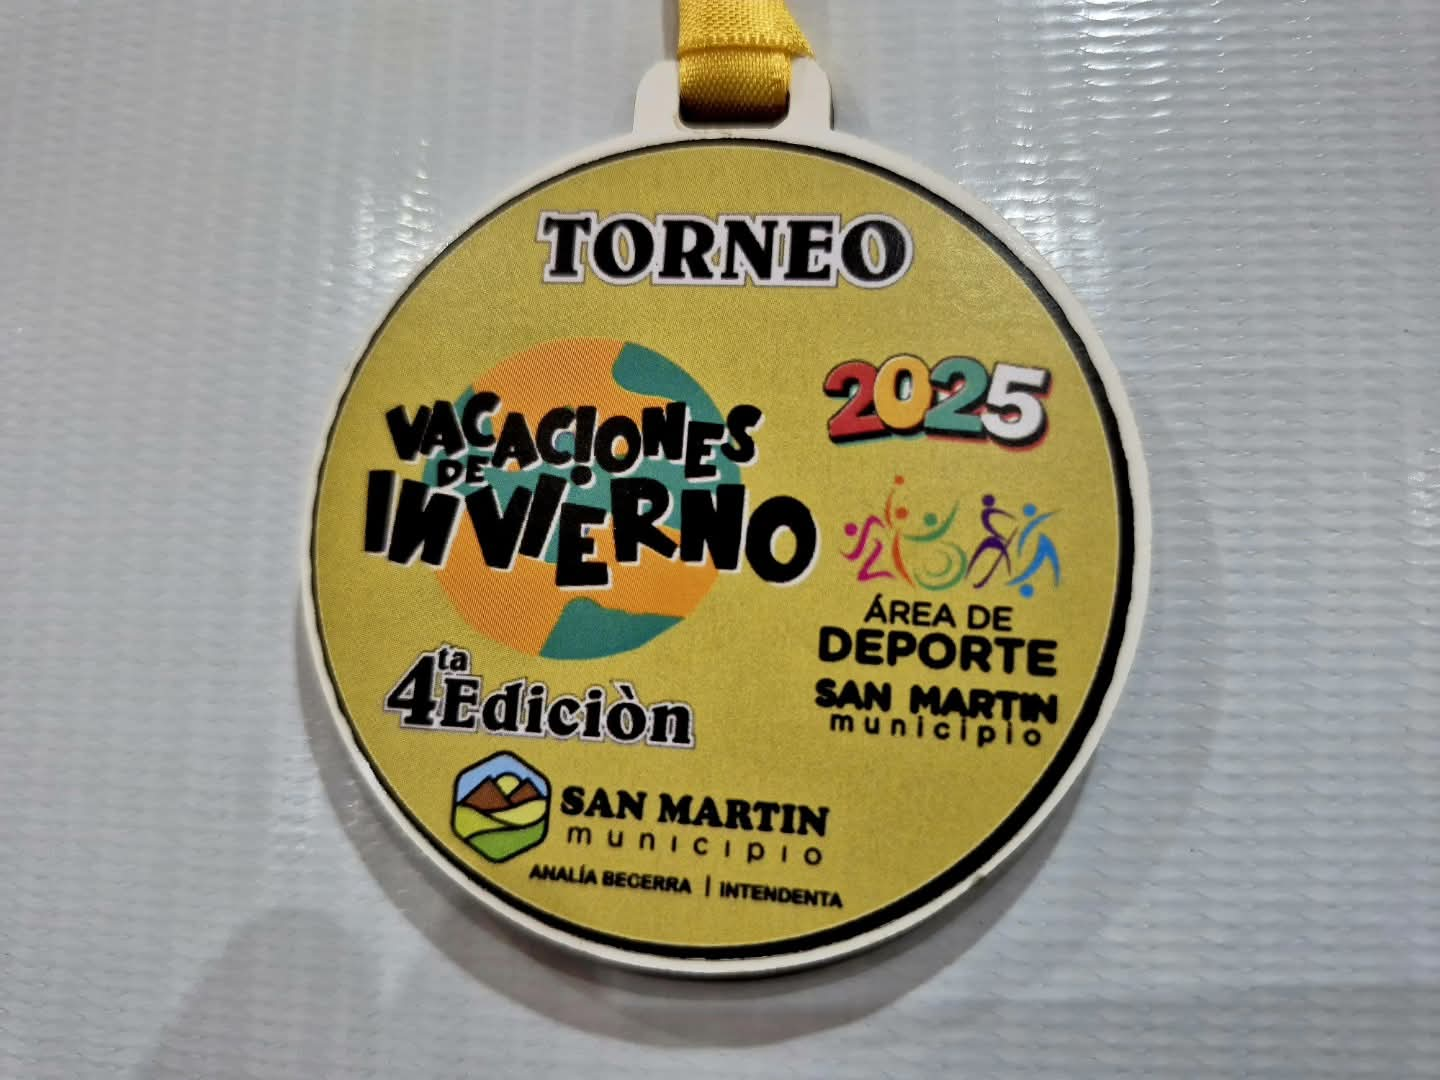 TORNEO
2025
VACACIONES
DE
INVIERNO
ÁREA DE
DEPORTE
SAN MARTIN
municipio
4ta Ediciòn
SAN MARTIN
municipio
ANALÍA BECERRA | INTENDENTA